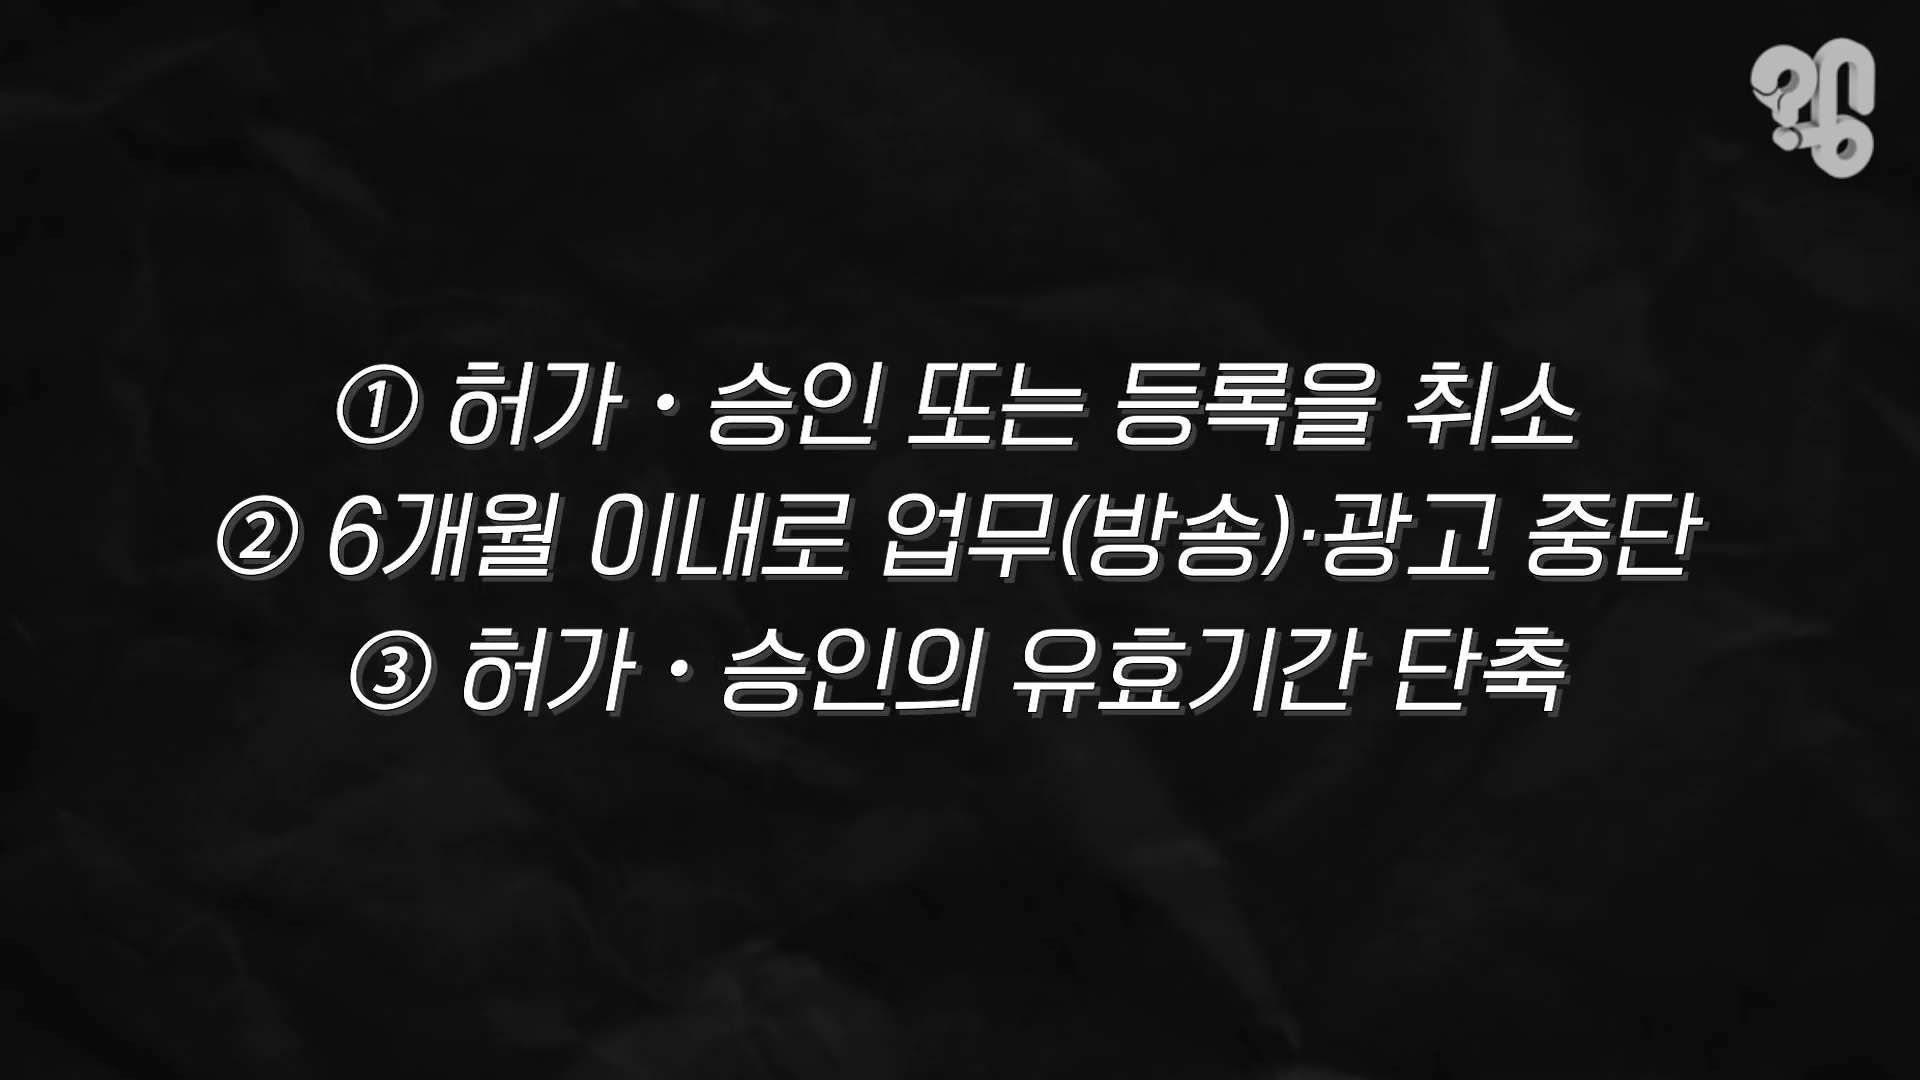 ① 허가・승인 또는 등록을 취소
② 6개월 이내로 업무(방송)·광고 중단
③ 허가・승인의 유효기간 단축